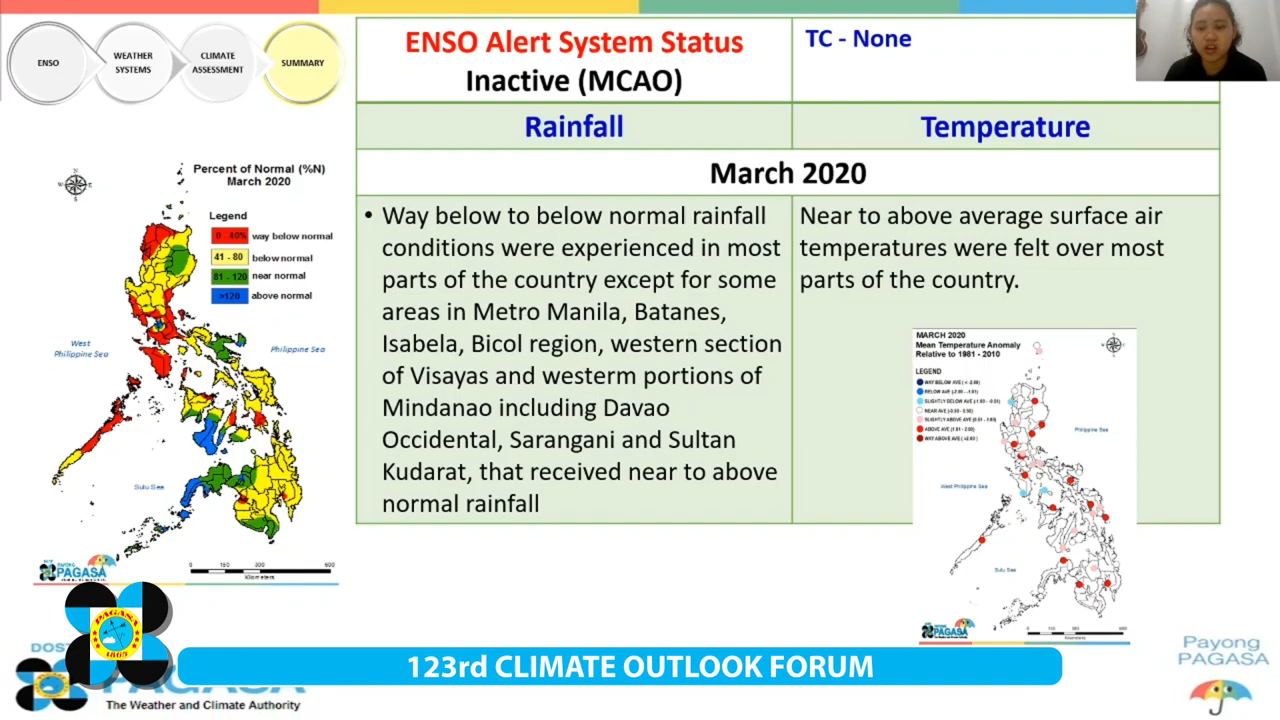 ENSO
WEATHER
SYSTEMS
CLIMATE
ASSESSMENT
SUMMARY
ENSO Alert System Status
Inactive (MCAO)
TC - None
Rainfall
Temperature
March 2020
• Way below to below normal rainfall
conditions were experienced in most
parts of the country except for some
areas in Metro Manila, Batanes,
Isabela, Bicol region, western section
of Visayas and westerm portions of
Mindanao including Davao
Occidental, Sarangani and Sultan
Kudarat, that received near to above
normal rainfall
Near to above average surface air
temperatures were felt over most
parts of the country.
Percent of Normal (%N)
March 2020
Legend
0 - 40% way below normal
41 - 80 below normal
81 - 120 near normal
>120 above normal
West
Philippine Sea
Philippine Sea
Sulu Sea
PAGASA
0 150 300 600
Kilometers
MARCH 2020
Mean Temperature Anomaly
Relative to 1981 - 2010
LEGEND
WAY BELOW AVE
BELOW AVE
SLIGHTLY BELOW AVE
NEAR AVE
SLIGHTLY ABOVE AVE
ABOVE AVE
WAY ABOVE AVE
Philippine Sea
West Philippine Sea
Sulu Sea
PAGASA
Kilometers
PAGASA
1865
DOST
123rd CLIMATE OUTLOOK FORUM
The Weather and Climate Authority
Payong
PAGASA